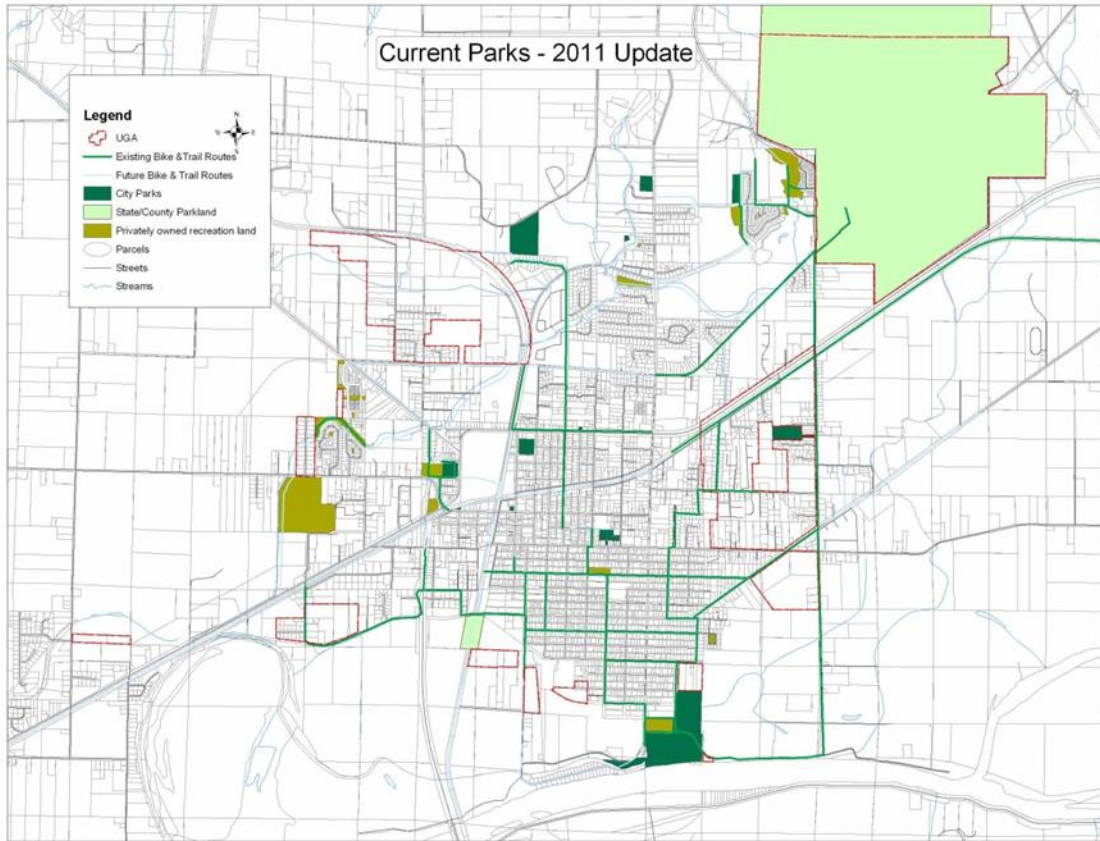 Current Parks - 2011 Update
Legend
N
W
E
S
UGA
Existing Bike &Trail Routes
Future Bike & Trail Routes
City Parks
State/County Parkland
Privately owned recreation land
Parcels
Streets
Streams